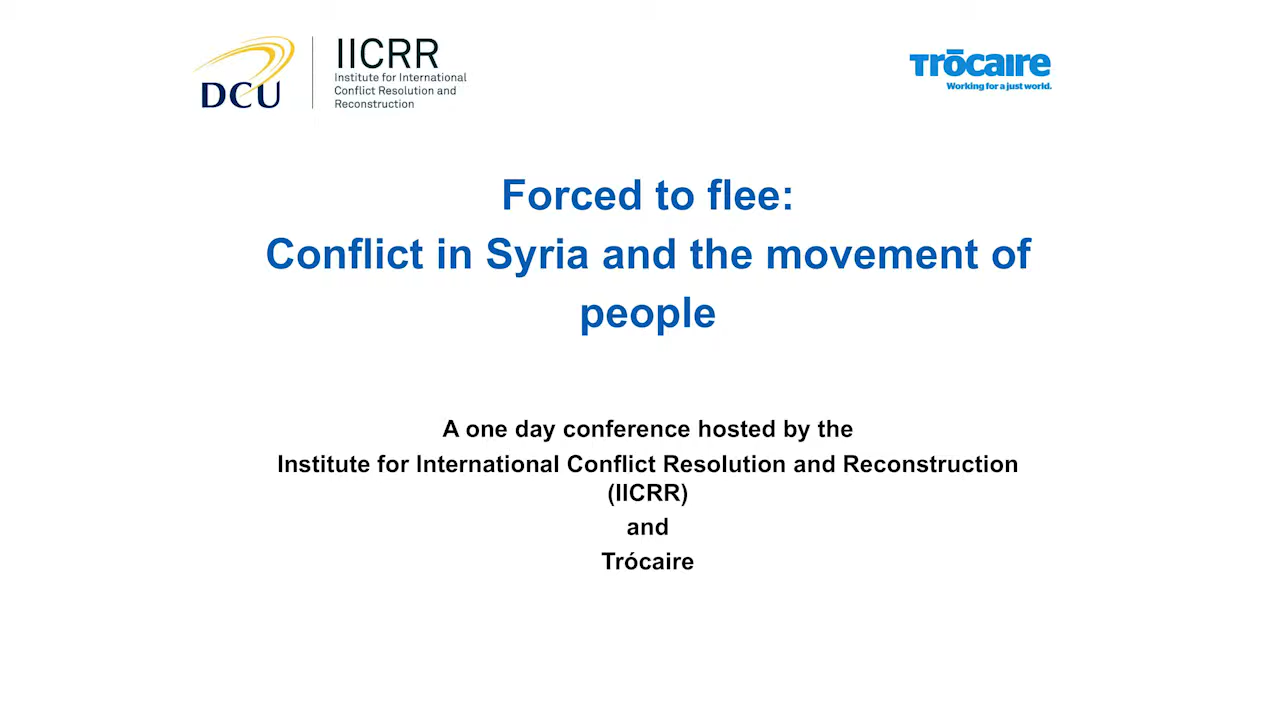 DCU
IICRR
Institute for International
Conflict Resolution and
Reconstruction
Trōcaire
Working for a just world.
Forced to flee:
Conflict in Syria and the movement of
people
A one day conference hosted by the
Institute for International Conflict Resolution and Reconstruction
(IICRR)
and
Trócaire